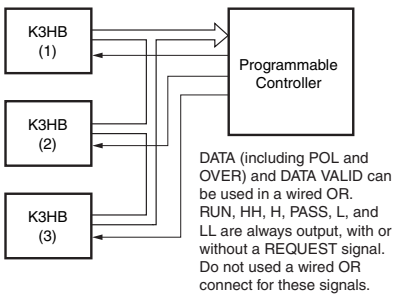 K3HB
(1)
Programmable
Controller
K3HB
(2)
K3HB
(3)
DATA (including POL and
OVER) and DATA VALID can
be used in a wired OR.
RUN, HH, H, PASS, L, and
LL are always output, with or
without a REQUEST signal.
Do not used a wired OR
connect for these signals.